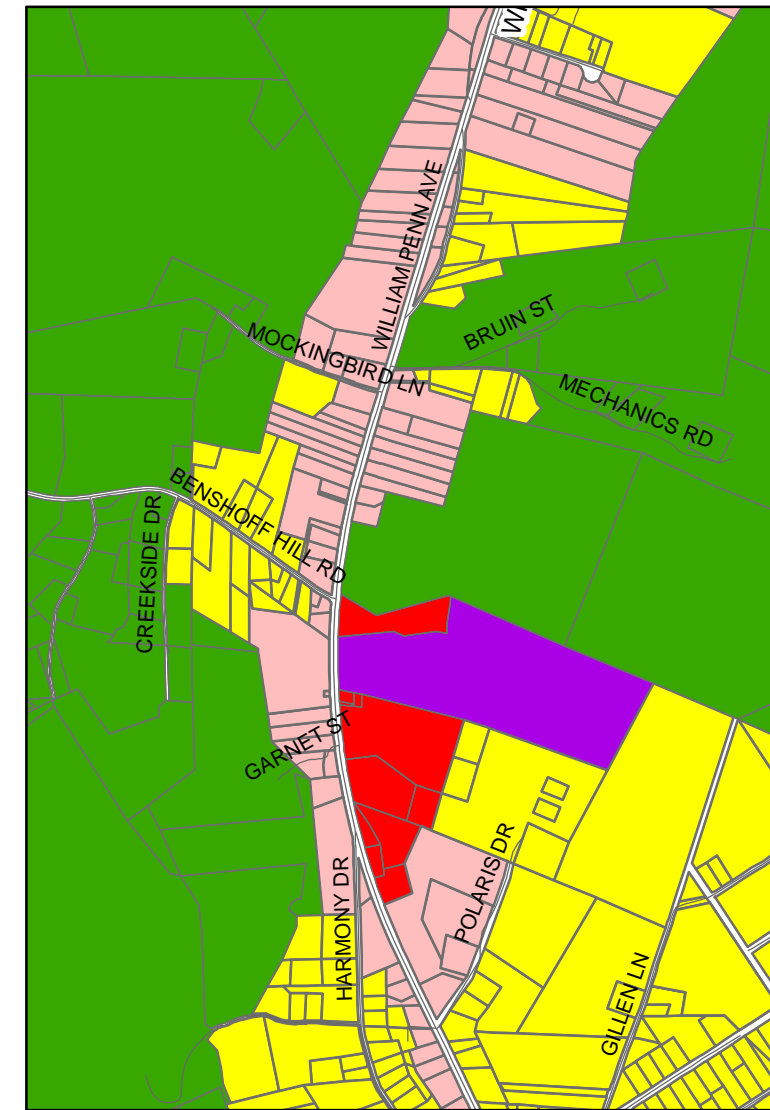 WILLIAM PENN AVE
BRUIN ST
MOCKINGBIRD LN
MECHANICS RD
BENSHOFF HILL RD
CREEKSIDE DR
GARNET ST
POLARIS DR
HARMONY DR
GILLEN LN